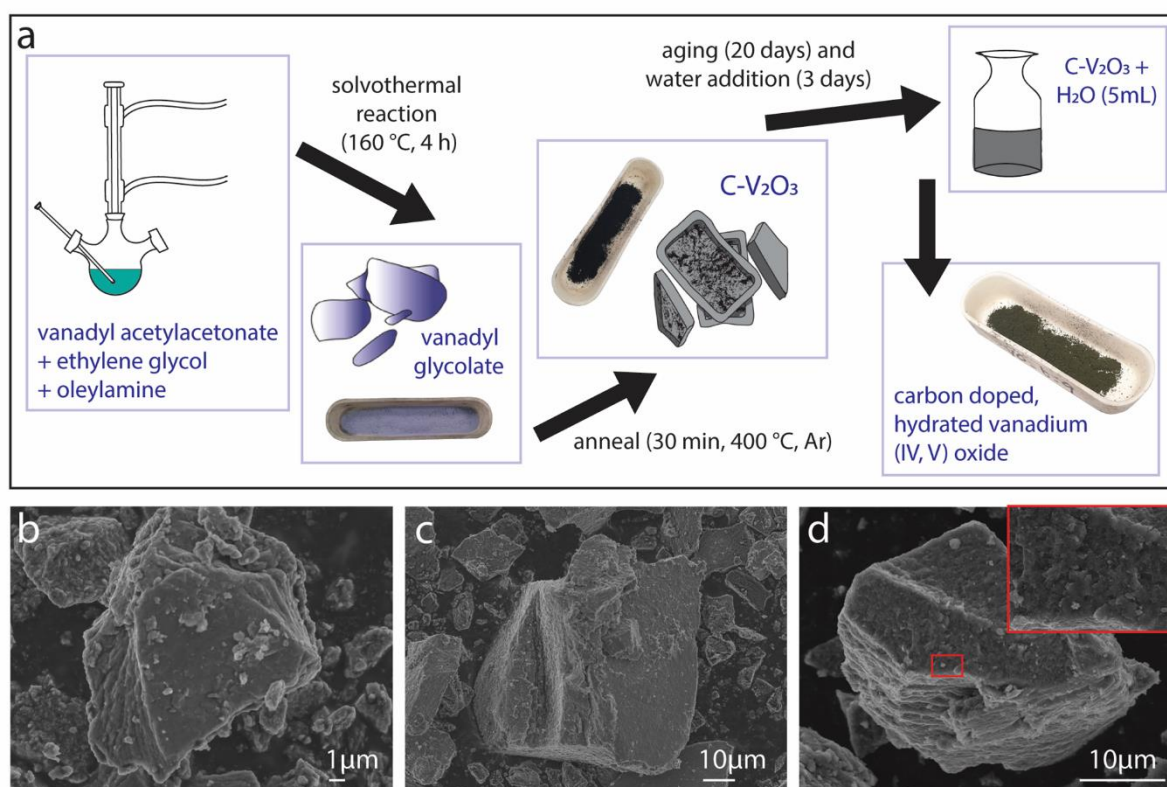 a
solvothermal
reaction
(160 °C, 4 h)
aging (20 days) and
water addition (3 days)
C-V₂O₃ +
H₂O (5mL)
vanadyl acetylacetonate
+ ethylene glycol
+ oleylamine
vanadyl
glycolate
C-V₂O₃
anneal (30 min, 400 °C, Ar)
carbon doped,
hydrated vanadium
(IV, V) oxide
b
1µm
c
10µm
d
10µm